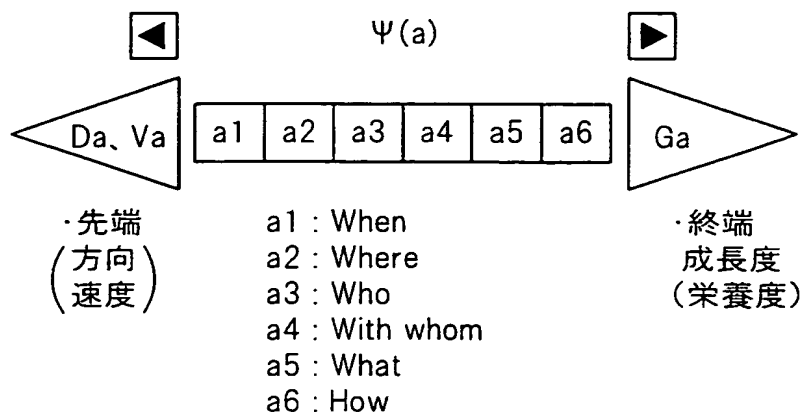 Ψ(a)
Da、Va a1 a2 a3 a4 a5 a6 Ga
・先端
(方向
速度)
a1 : When
a2 : Where
a3 : Who
a4 : With whom
a5 : What
a6 : How
・終端
成長度
(栄養度)